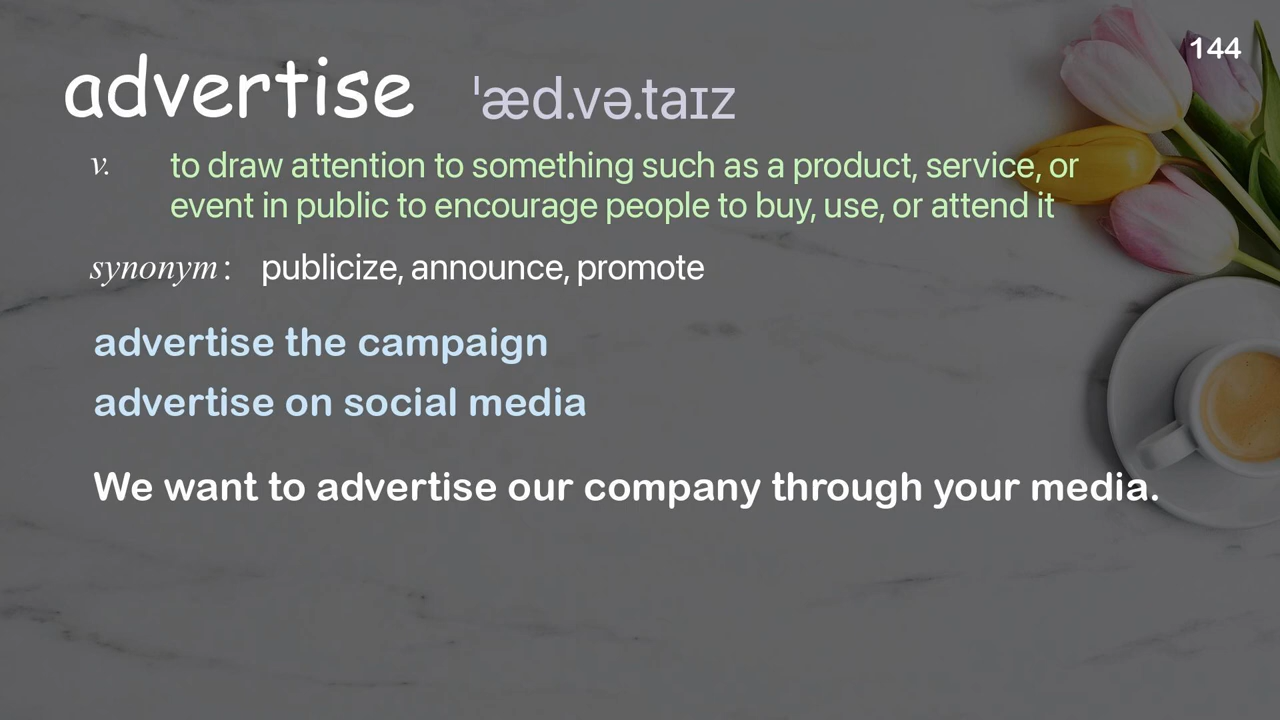 144
advertise ˈæd.və.taɪz
v. to draw attention to something such as a product, service, or
event in public to encourage people to buy, use, or attend it
synonym : publicize, announce, promote
advertise the campaign
advertise on social media
We want to advertise our company through your media.